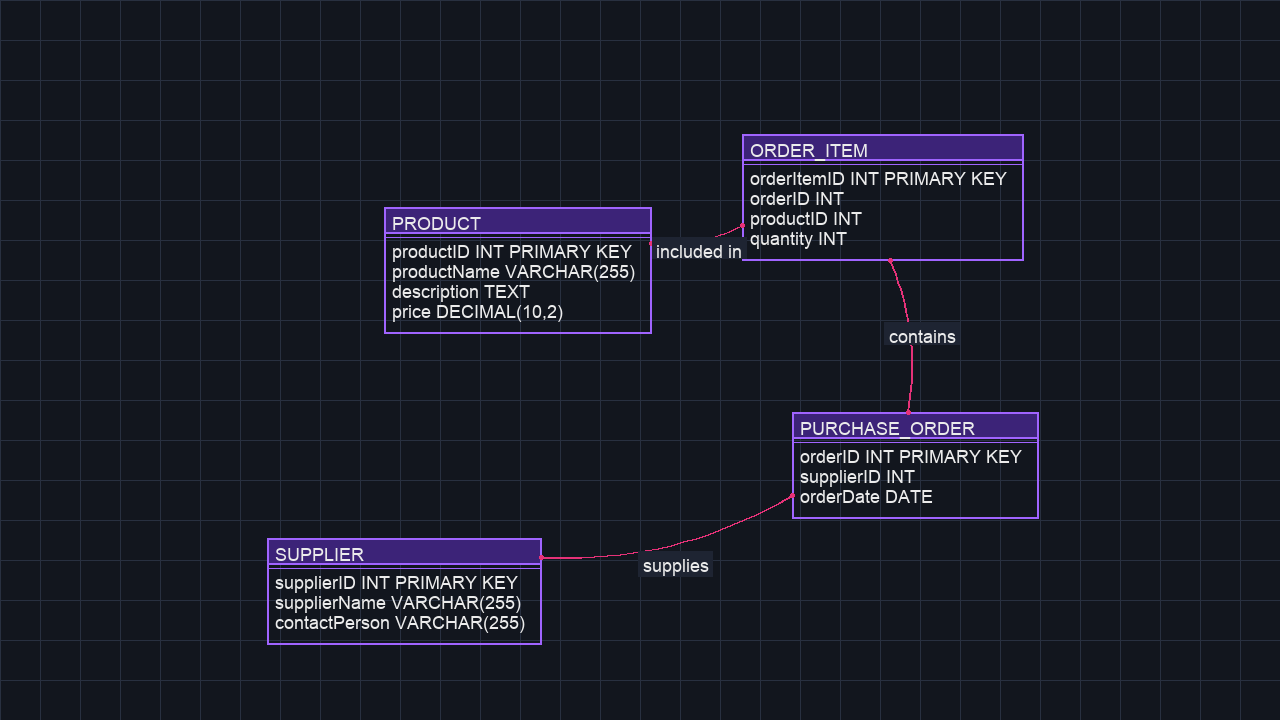 ORDER_ITEM
orderItemID INT PRIMARY KEY
orderID INT
productID INT
quantity INT
PRODUCT
productID INT PRIMARY KEY
productName VARCHAR(255)
description TEXT
price DECIMAL(10,2)
included in
contains
PURCHASE_ORDER
orderID INT PRIMARY KEY
supplierID INT
orderDate DATE
supplies
SUPPLIER
supplierID INT PRIMARY KEY
supplierName VARCHAR(255)
contactPerson VARCHAR(255)